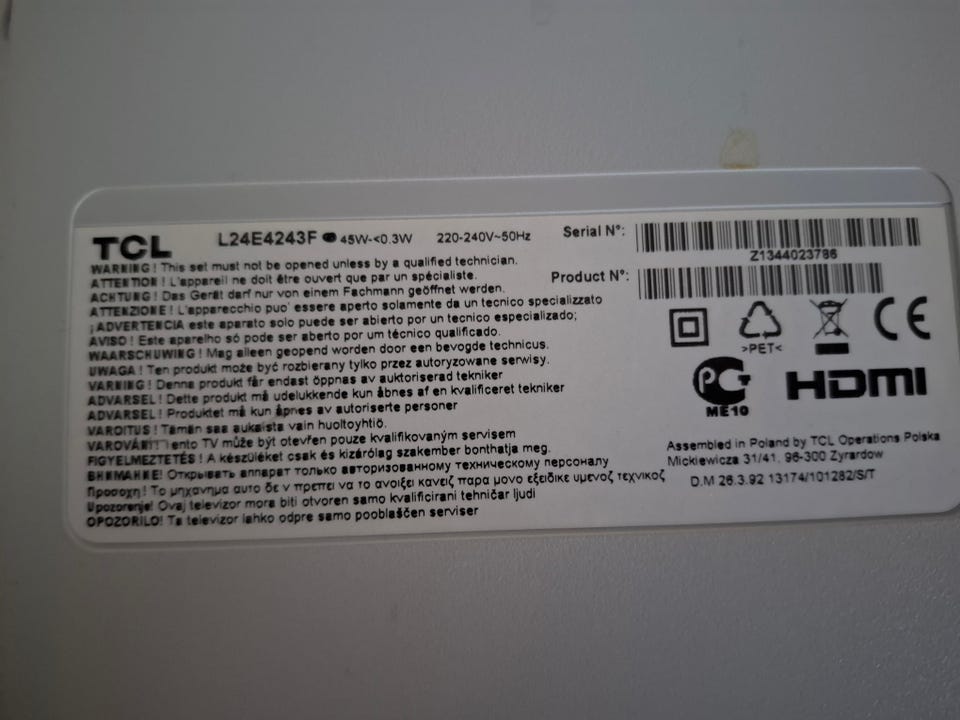 TCL L24E4243F 45W-<0.3W 220-240V~50Hz Serial N°:
Z1344023786
WARNING! This set must not be opened unless by a qualified technician.
ATTENTION! L'appareil ne doit être ouvert que par un spécialiste.
Product N°:
ACHTUNG! Das Gerät darf nur von einem Fachmann geöffnet werden.
ATTENZIONE! L'apparecchio puo' essere aperto solamente da un tecnico specializzato
¡ADVERTENCIA este aparato solo puede ser abierto por un tecnico especializado;
AVISO! Este aparelho só pode ser aberto por um técnico qualificado.
WAARSCHUWING! Mag alleen geopend worden door een bevogde technicus.
UWAGA! Ten produkt może być rozbierany tylko przez autoryzowane serwisy.
VARNING! Denna produkt får endast öppnas av auktoriserad tekniker
ADVARSEL! Dette produkt må udelukkende kun åbnes af en kvalificeret tekniker
ADVARSEL! Produktet må kun åpnes av autoriserte personer
VAROITUS! Tämän saa aukaista vain huoltoyhtiö.
ento TV může být otevřen pouze kvalifikovaným servisem
FIGYELMEZTETÉS! A készüléket csak és kizárólag szakember bonthatja meg.
ВНИМАНИЕ! Открывать аппарат только авторизованному техническому персоналу
Προσοχη! Το μηχανημα αυτο δε ν πρεπει να το ανοιξει κανεις παρα μονο εξειδικε υμενος τεχνικος
Upozorenje! Ovaj televizor mora biti otvoren samo kvalificirani tehničar ljudi
OPOZORILO! Ta televizor lahko odpre samo pooblaščen serviser
>PET<
CE
PCT
ME10
HDMI
Assembled in Poland by TCL Operations Polska
Mickiewicza 31/41, 96-300 Zyrardow
D.M 26.3.92 13174/101282/S/T